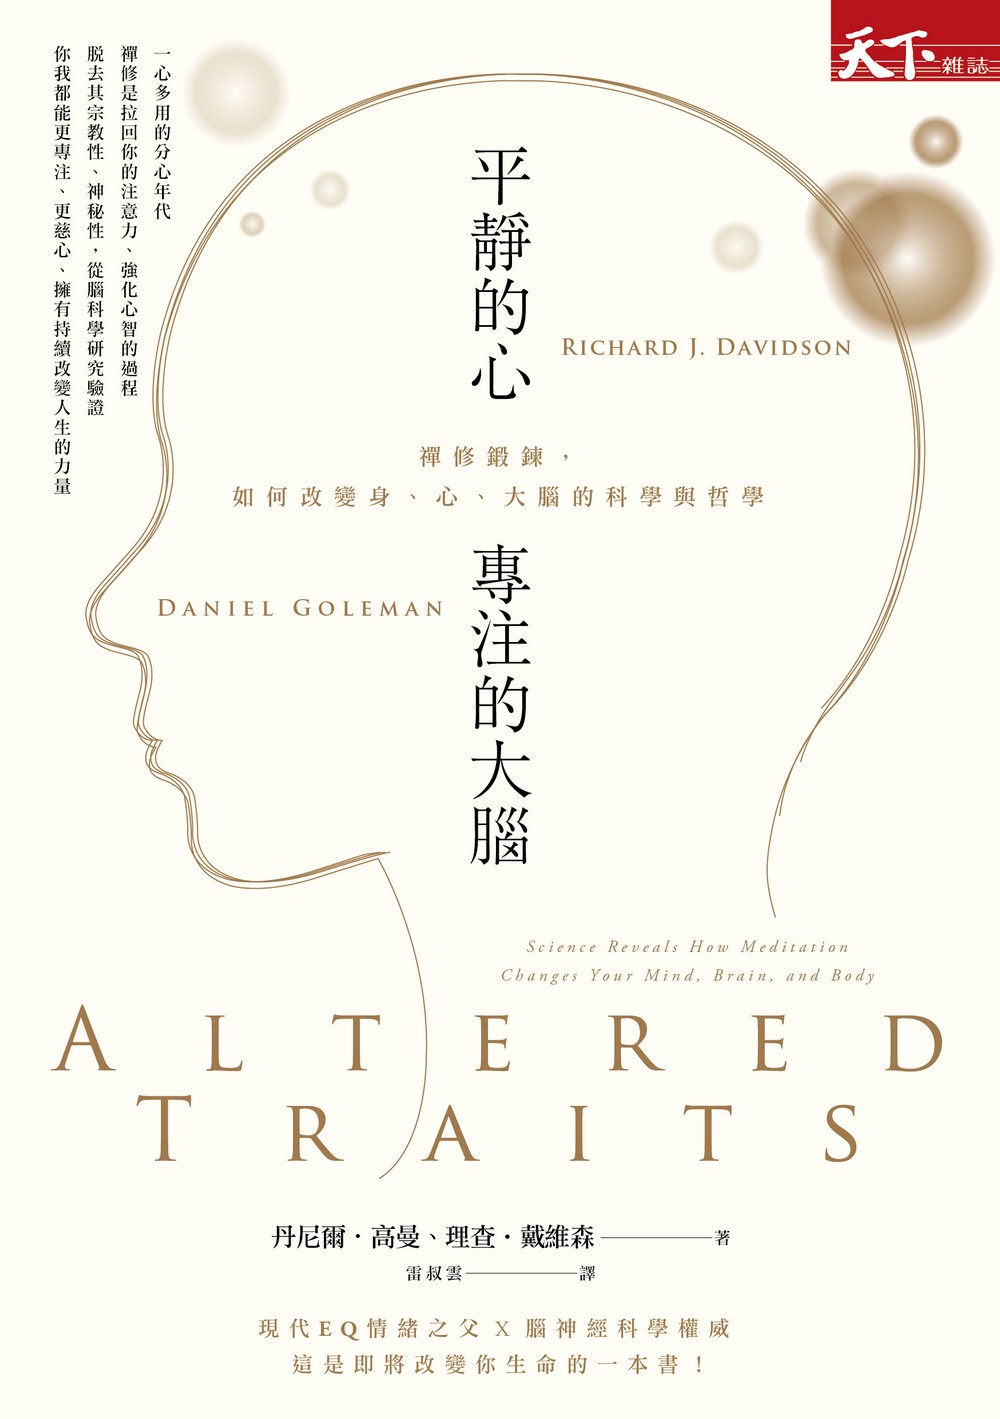 天下雜誌
一心多用的分心年代
禪修是拉回你的注意力、強化心智的過程
脫去其宗教性、神秘性，從腦科學研究驗證
你我都能更專注、更慈心、擁有持續改變人生的力量
平靜的心
RICHARD J. DAVIDSON
禪修鍛鍊，
如何改變身、心、大腦的科學與哲學
專注的大腦
DANIEL GOLEMAN
Science Reveals How Meditation
Changes Your Mind, Brain, and Body
ALTERED
TRAITS
丹尼爾・高曼、理查・戴維森————著
雷叔雲————譯
現代EQ情緒之父 X 腦神經科學權威
這是即將改變你生命的一本書！